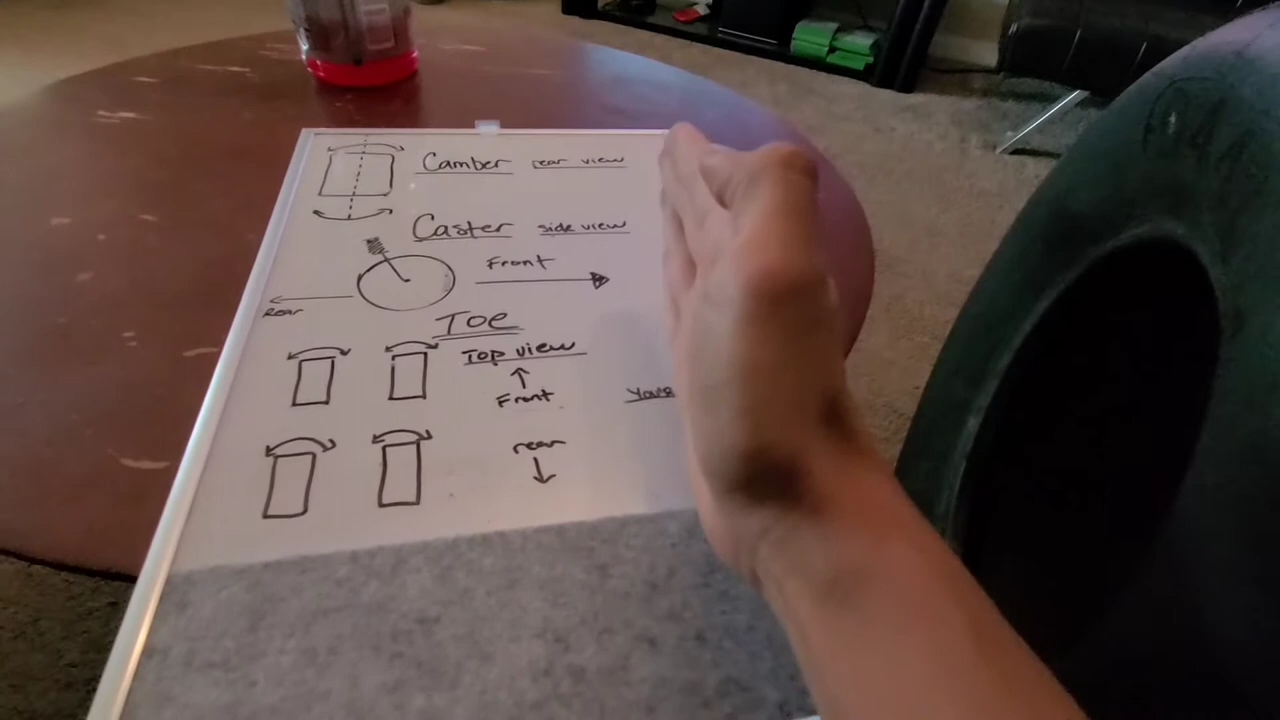 Camber rear view
Caster side view
Front
Rear
TOE
Top view
Front
rear